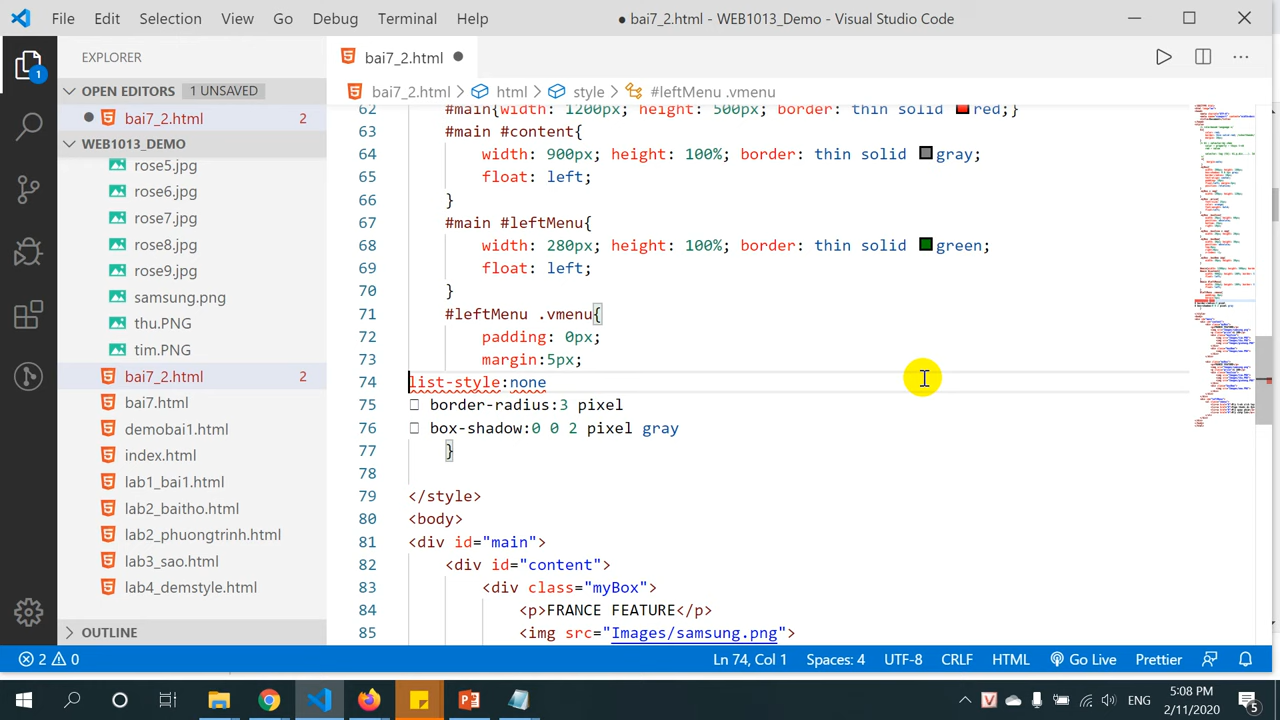 File Edit Selection View Go Debug Terminal Help
● bai7_2.html - WEB1013_Demo - Visual Studio Code
EXPLORER
OPEN EDITORS 1 UNSAVED
bai7_2.html 2
WEB1013_DEMO
rose5.jpg
rose6.jpg
rose7.jpg
rose8.jpg
rose9.jpg
samsung.png
thu.PNG
tim.PNG
bai7_2.html 2
bai7.html
demobai1.html
index.html
lab1_bai1.html
lab2_baitho.html
lab2_phuongtrinh.html
lab3_sao.html
lab4_demstyle.html
OUTLINE
1
bai7_2.html ●
bai7_2.html > html > style > #leftMenu .vmenu
62 #main{width: 1200px; height: 500px; border: thin solid red;}
63 #main #content{
64 width: 900px; height: 100%; border: thin solid gray;
65 float: left;
66 }
67 #main #leftMenu{
68 width: 280px; height: 100%; border: thin solid green;
69 float: left;
70 }
71 #leftMenu .vmenu{
72 padding: 0px;
73 margin:5px;
74 list-style:none
75 border-radius:3 pixel
76 box-shadow:0 0 2 pixel gray
77 }
78
79 </style>
80 <body>
81 <div id="main">
82 <div id="content">
83 <div class="myBox">
84 <p>FRANCE FEATURE</p>
85 <img src="Images/samsung.png">
2 0 Ln 74, Col 1 Spaces: 4 UTF-8 CRLF HTML Go Live Prettier
ENG
5:08 PM
2/11/2020
5